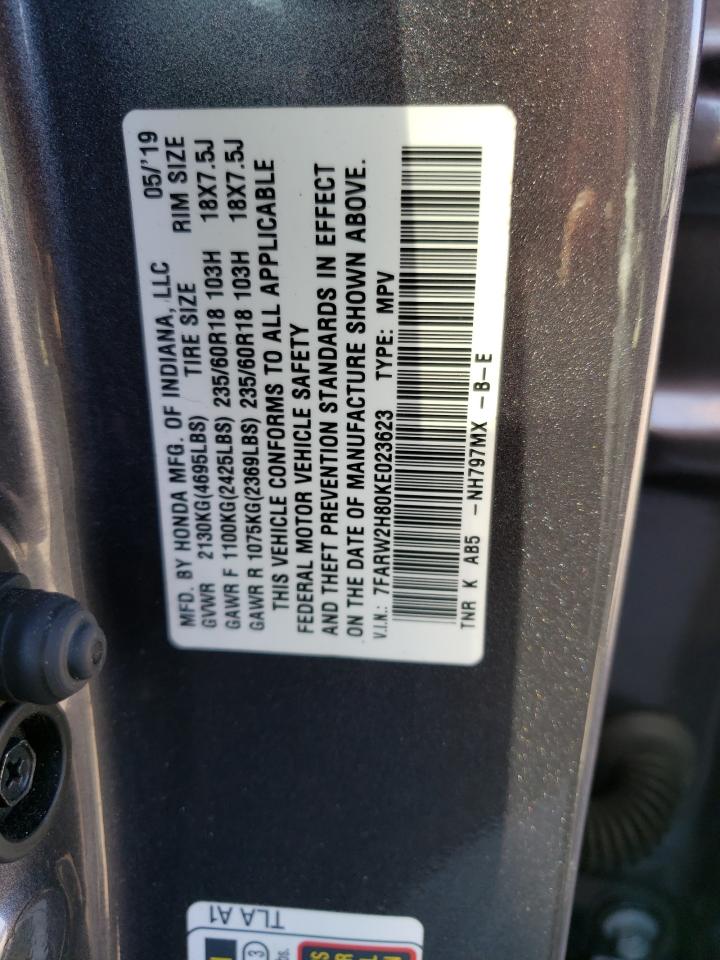 MFD. BY HONDA MFG. OF INDIANA, LLC 05/'19
GVWR 2130KG(4695LBS) TIRE SIZE RIM SIZE
GAWR F 1100KG(2425LBS) 235/60R18 103H 18X7.5J
GAWR R 1075KG(2369LBS) 235/60R18 103H 18X7.5J
THIS VEHICLE CONFORMS TO ALL APPLICABLE
FEDERAL MOTOR VEHICLE SAFETY
AND THEFT PREVENTION STANDARDS IN EFFECT
ON THE DATE OF MANUFACTURE SHOWN ABOVE.
V.I.N.: 7FARW2H80KE023623 TYPE: MPV
TNR K AB5 -NH797MX -B-E
TLA A1